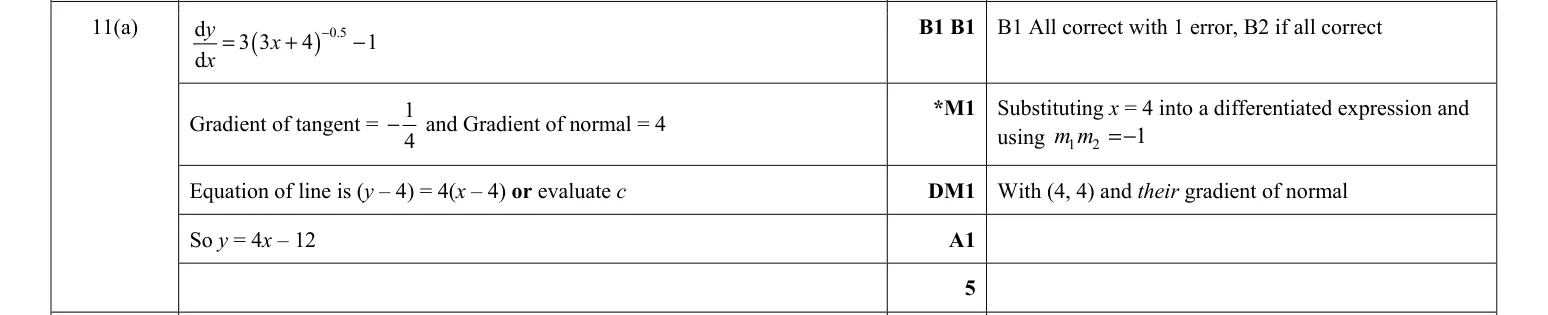 11(a)
dy/dx = 3(3x + 4)^−0.5 − 1
B1 B1
B1 All correct with 1 error, B2 if all correct
Gradient of tangent = −1/4 and Gradient of normal = 4
*M1
Substituting x = 4 into a differentiated expression and
using m₁m₂ = −1
Equation of line is (y – 4) = 4(x – 4) or evaluate c
DM1
With (4, 4) and their gradient of normal
So y = 4x – 12
A1
5